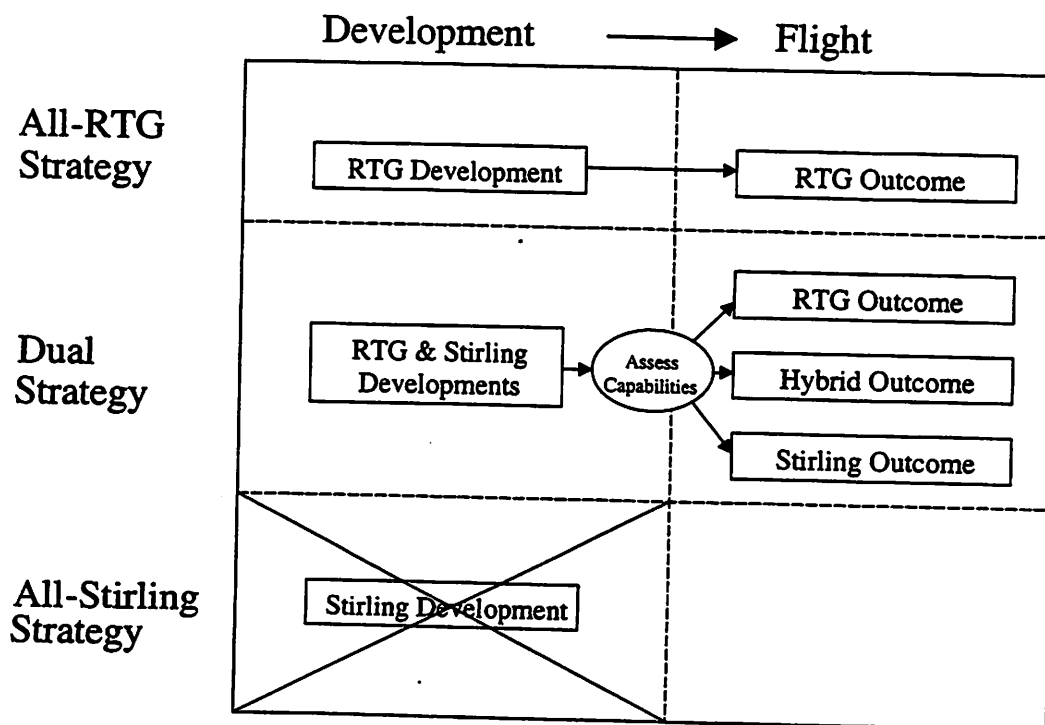 Development
Flight
All-RTG
Strategy
RTG Development
RTG Outcome
Dual
Strategy
RTG & Stirling
Developments
Assess
Capabilities
RTG Outcome
Hybrid Outcome
Stirling Outcome
All-Stirling
Strategy
Stirling Development